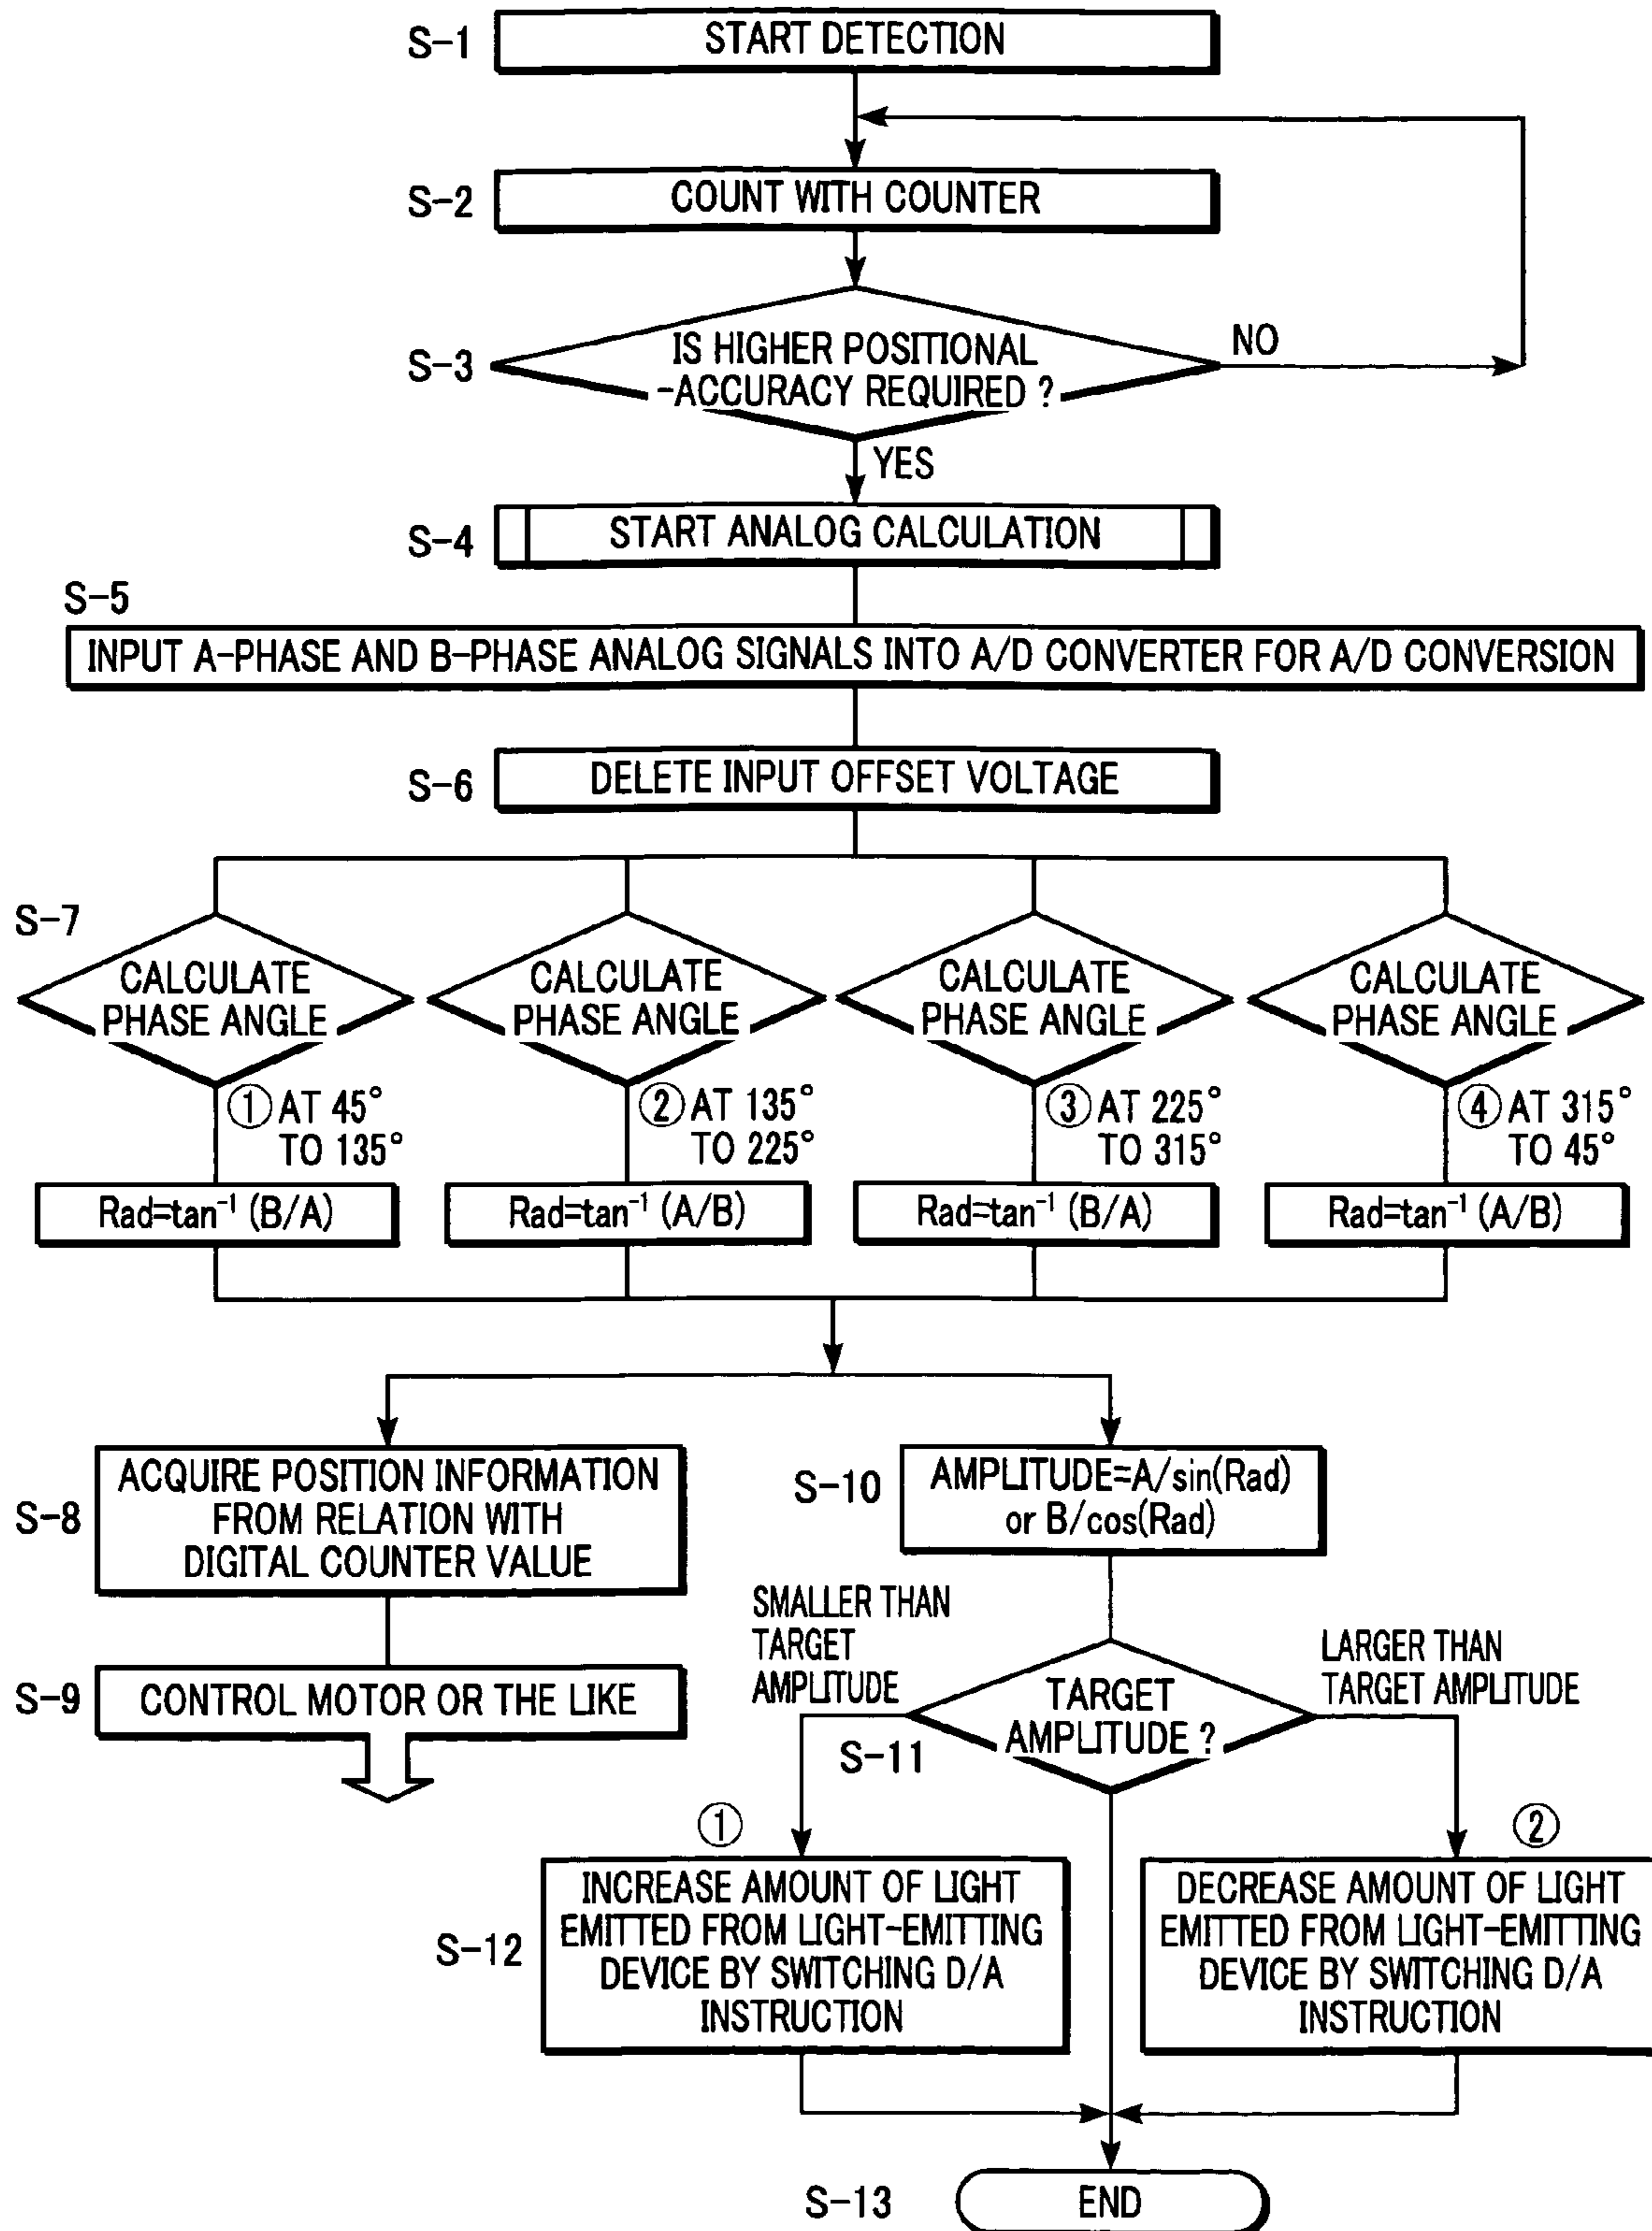 S-1
START DETECTION
S-2
COUNT WITH COUNTER
S-3
IS HIGHER POSITIONAL
-ACCURACY REQUIRED ?
NO
YES
S-4
START ANALOG CALCULATION
S-5
INPUT A-PHASE AND B-PHASE ANALOG SIGNALS INTO A/D CONVERTER FOR A/D CONVERSION
S-6
DELETE INPUT OFFSET VOLTAGE
S-7
CALCULATE
PHASE ANGLE
① AT 45°
TO 135°
Rad=tan⁻¹ (B/A)
CALCULATE
PHASE ANGLE
② AT 135°
TO 225°
Rad=tan⁻¹ (A/B)
CALCULATE
PHASE ANGLE
③ AT 225°
TO 315°
Rad=tan⁻¹ (B/A)
CALCULATE
PHASE ANGLE
④ AT 315°
TO 45°
Rad=tan⁻¹ (A/B)
S-8
ACQUIRE POSITION INFORMATION
FROM RELATION WITH
DIGITAL COUNTER VALUE
S-9
CONTROL MOTOR OR THE LIKE
S-10
AMPLITUDE=A/sin(Rad)
or B/cos(Rad)
SMALLER THAN
TARGET
AMPLITUDE
LARGER THAN
TARGET AMPLITUDE
S-11
TARGET
AMPLITUDE ?
①
②
S-12
INCREASE AMOUNT OF LIGHT
EMITTED FROM LIGHT-EMITTING
DEVICE BY SWITCHING D/A
INSTRUCTION
DECREASE AMOUNT OF LIGHT
EMITTED FROM LIGHT-EMITTING
DEVICE BY SWITCHING D/A
INSTRUCTION
S-13
END